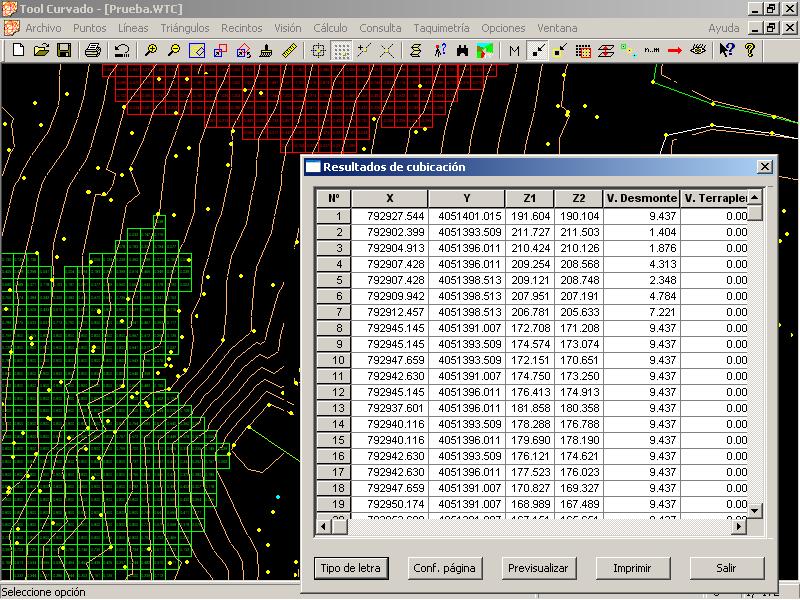 Tool Curvado - [Prueba.WTC]
Archivo Puntos Líneas Triángulos Recintos Visión Cálculo Consulta Taquimetría Opciones Ventana Ayuda
Resultados de cubicación
Nº X Y Z1 Z2 V. Desmonte V. Terraple
1 792927.544 4051401.015 191.604 190.104 9.437 0.00
2 792902.399 4051393.509 211.727 211.503 1.404 0.00
3 792904.913 4051396.011 210.424 210.126 1.876 0.00
4 792907.428 4051396.011 209.254 208.568 4.313 0.00
5 792907.428 4051398.513 209.121 208.748 2.348 0.00
6 792909.942 4051398.513 207.951 207.191 4.784 0.00
7 792912.457 4051398.513 206.781 205.633 7.221 0.00
8 792945.145 4051391.007 172.708 171.208 9.437 0.00
9 792945.145 4051393.509 174.574 173.074 9.437 0.00
10 792947.659 4051393.509 172.151 170.651 9.437 0.00
11 792942.630 4051391.007 174.750 173.250 9.437 0.00
12 792945.145 4051396.011 176.413 174.913 9.437 0.00
13 792937.601 4051396.011 181.858 180.358 9.437 0.00
14 792940.116 4051393.509 178.288 176.788 9.437 0.00
15 792940.116 4051396.011 179.690 178.190 9.437 0.00
16 792942.630 4051393.509 176.121 174.621 9.437 0.00
17 792942.630 4051396.011 177.523 176.023 9.437 0.00
18 792947.659 4051391.007 170.827 169.327 9.437 0.00
19 792950.174 4051391.007 168.989 167.489 9.437 0.00
Tipo de letra Conf. página Previsualizar Imprimir Salir
Seleccione opción